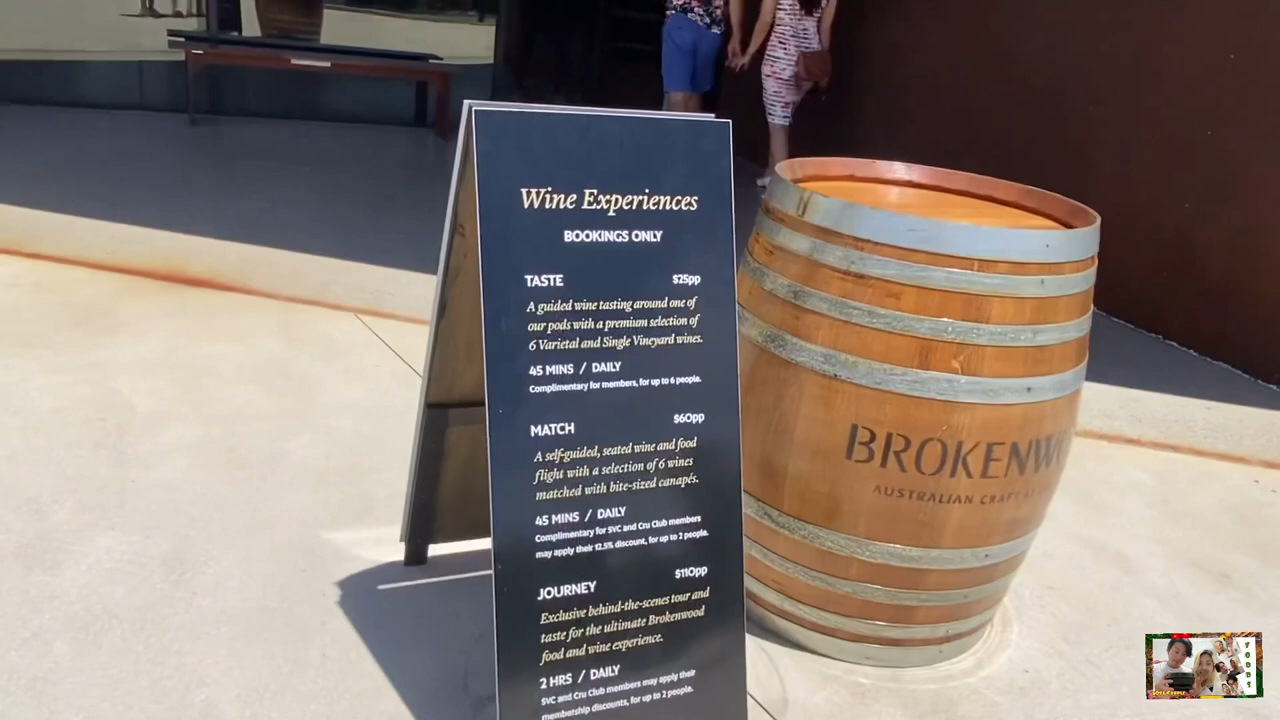 Wine Experiences
BOOKINGS ONLY
TASTE $25pp
A guided wine tasting around one of
our pods with a premium selection of
6 Varietal and Single Vineyard wines.
45 MINS / DAILY
Complimentary for members, for up to 6 people.
MATCH $60pp
A self-guided, seated wine and food
flight with a selection of 6 wines
matched with bite-sized canapés.
45 MINS / DAILY
Complimentary for SVC and Cru Club members
may apply their 12.5% discount, for up to 2 people.
JOURNEY $110pp
Exclusive behind-the-scenes tour and
taste for the ultimate Brokenwood
food and wine experience.
2 HRS / DAILY
SVC and Cru Club members may apply their
membership discounts, for up to 2 people.
BROKENW
AUSTRALIAN CRAFT